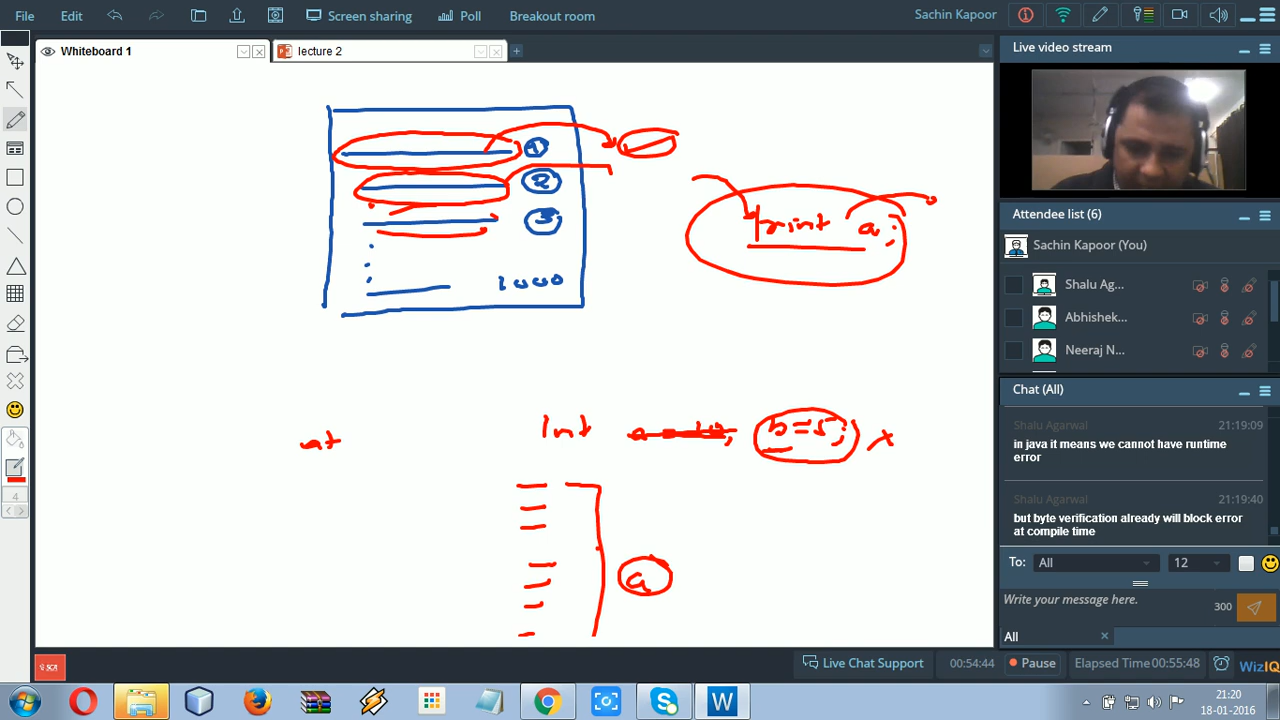 File Edit Screen sharing Poll Breakout room Sachin Kapoor
Whiteboard 1 lecture 2
Live video stream
1
2
3
1000
print a;
at
Int b=5; x
a
Attendee list (6)
Sachin Kapoor (You)
Shalu Ag...
Abhishek...
Neeraj N...
Chat (All)
Shalu Agarwal 21:19:09
in java it means we cannot have runtime
error
Shalu Agarwal 21:19:40
but byte verification already will block error
at compile time
To: All 12
Write your message here. 300
All
4
Live Chat Support 00:54:44 Pause Elapsed Time 00:55:48 WizIQ
21:20
18-01-2016